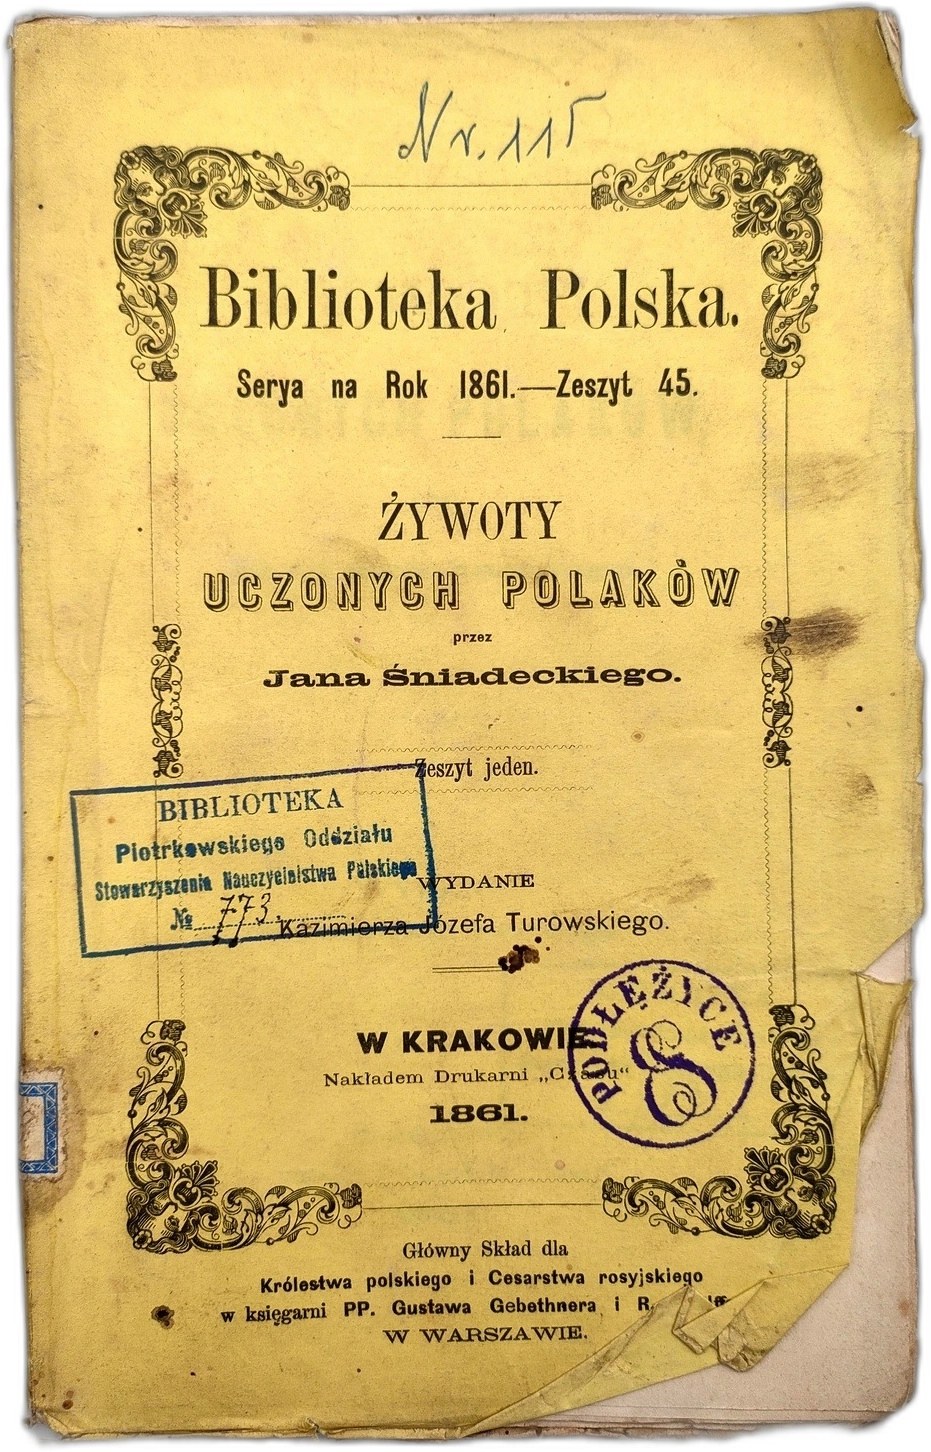 Nr. 115
Biblioteka Polska.
Serya na Rok 1861.—Zeszyt 45.
ŻYWOTY
UCZONYCH POLAKÓW
przez
Jana Śniadeckiego.
Zeszyt jeden.
BIBLIOTEKA
Piotrkowskiego Oddziału
Stowarzyszenia Nauczycielstwa Polskiego
№ 773.
WYDANIE
Kazimierza Józefa Turowskiego.
PODŁĘŻYCE
W KRAKOWIE
Nakładem Drukarni „Czasu“
1861.
Główny Skład dla
Królestwa polskiego i Cesarstwa rosyjskiego
w księgarni PP. Gustawa Gebethnera i R.
W WARSZAWIE.